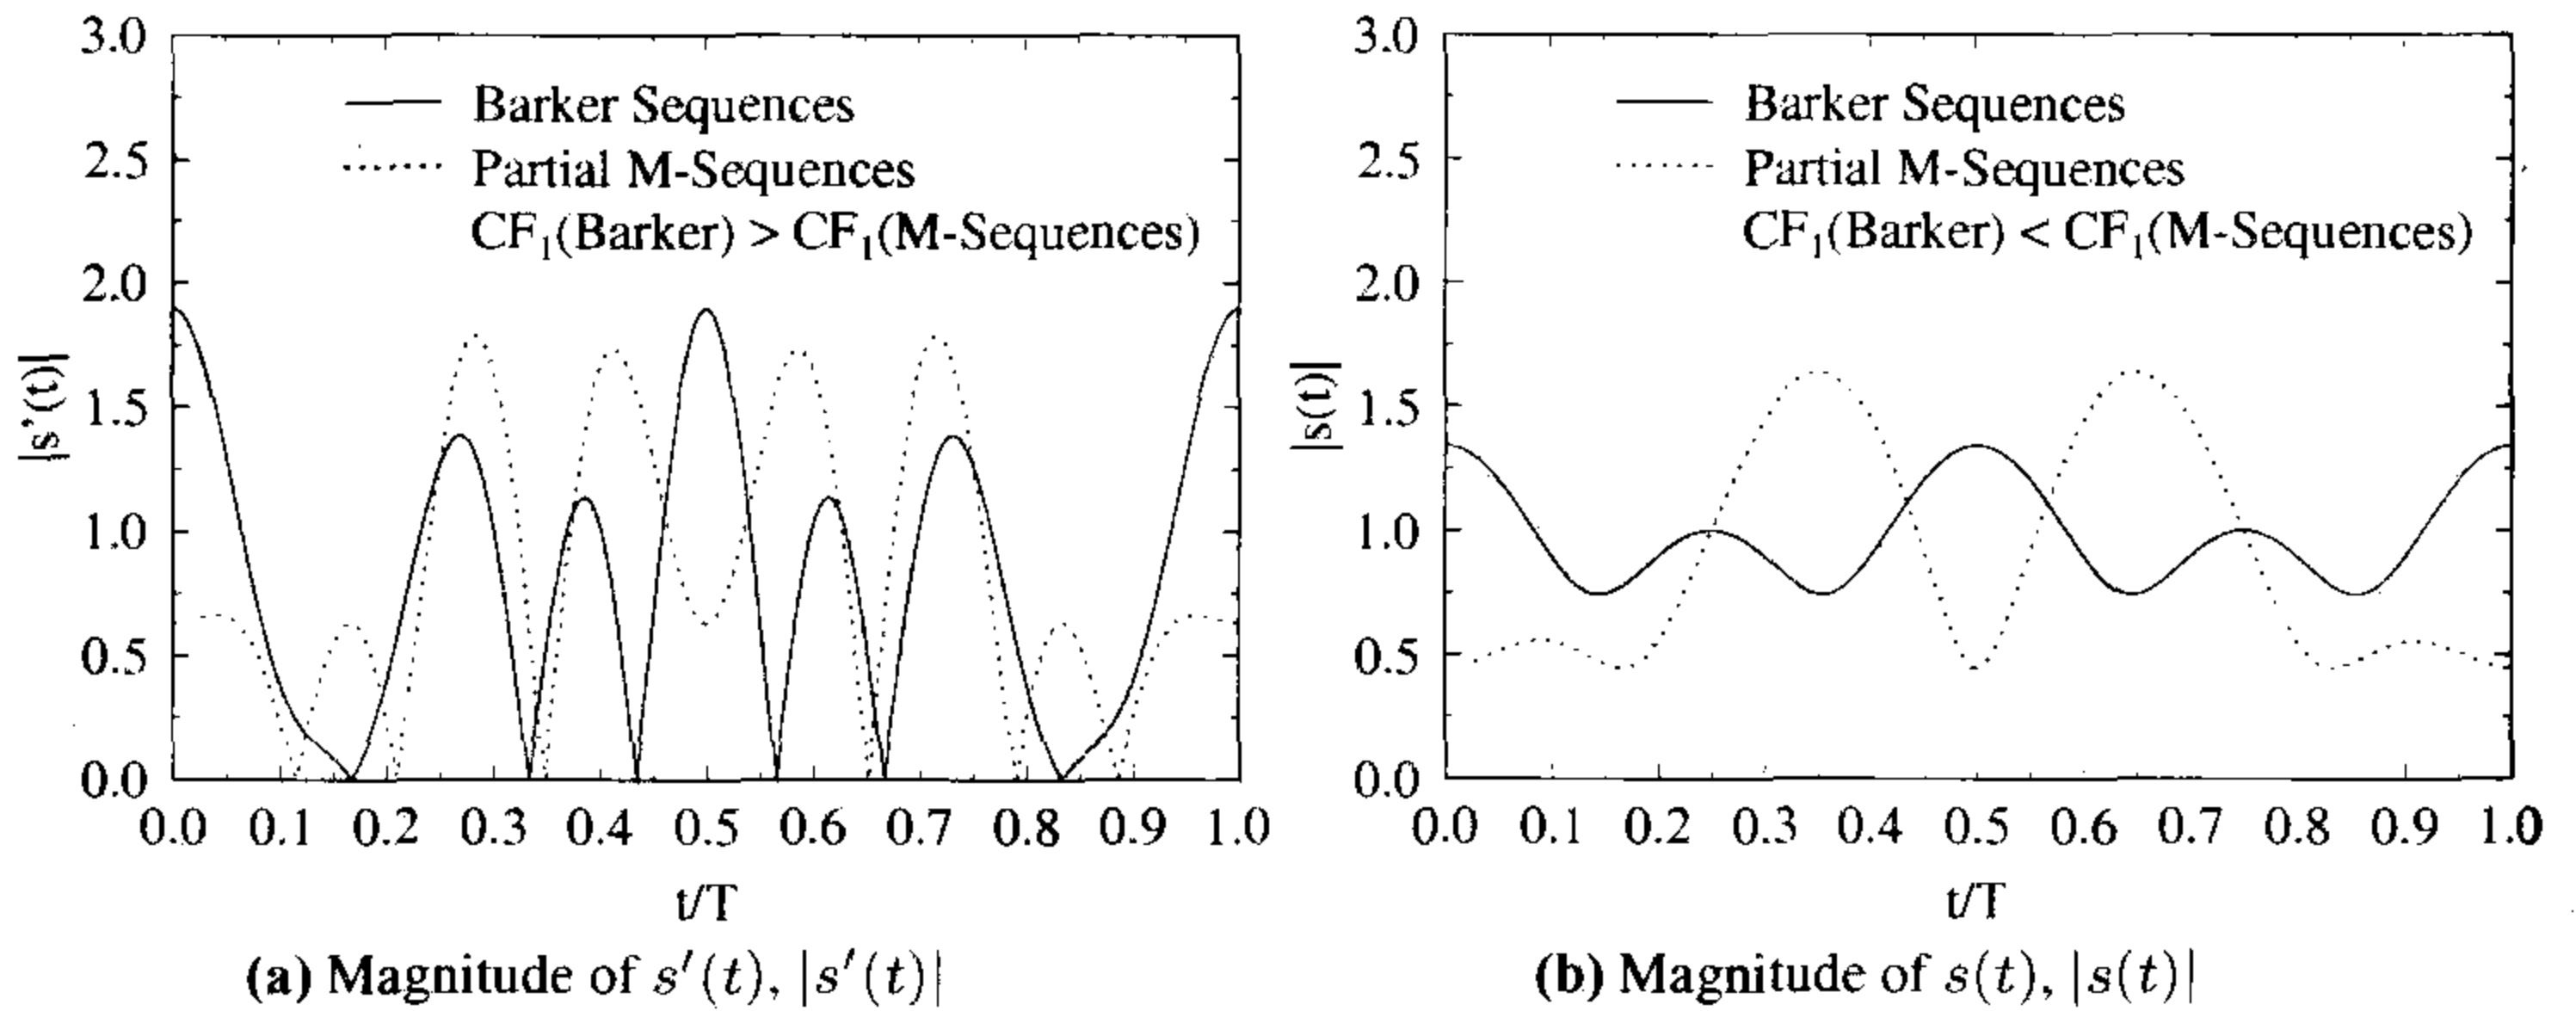 3.0
2.5
2.0
1.5
1.0
0.5
0.0
|s'(t)|
Barker Sequences
Partial M-Sequences
CF₁(Barker) > CF₁(M-Sequences)
0.0 0.1 0.2 0.3 0.4 0.5 0.6 0.7 0.8 0.9 1.0
t/T
(a) Magnitude of s′(t), |s′(t)|
3.0
2.5
2.0
1.5
1.0
0.5
0.0
|s(t)|
Barker Sequences
Partial M-Sequences
CF₁(Barker) < CF₁(M-Sequences)
0.0 0.1 0.2 0.3 0.4 0.5 0.6 0.7 0.8 0.9 1.0
t/T
(b) Magnitude of s(t), |s(t)|